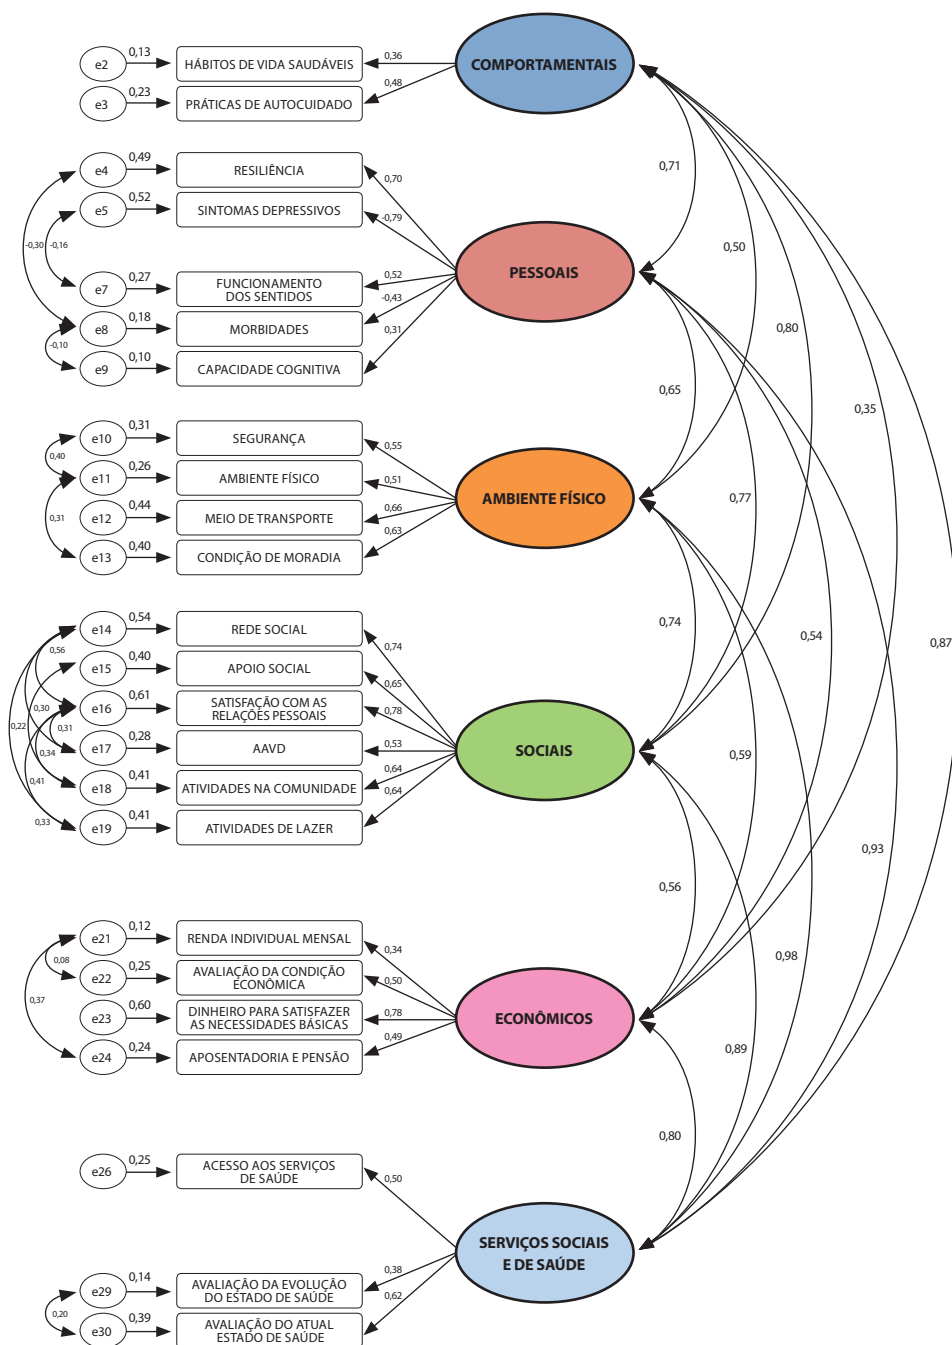 0,13
e2
HÁBITOS DE VIDA SAUDÁVEIS
0,36
COMPORTAMENTAIS
0,23
e3
PRÁTICAS DE AUTOCUIDADO
0,48
0,71
0,49
e4
RESILIÊNCIA
0,70
0,52
e5
SINTOMAS DEPRESSIVOS
-0,79
-0,30
-0,16
0,50
PESSOAIS
0,27
e7
FUNCIONAMENTO
DOS SENTIDOS
0,52
0,18
e8
MORBIDADES
-0,43
0,80
-0,10
0,10
e9
CAPACIDADE COGNITIVA
0,31
0,65
0,35
0,31
e10
SEGURANÇA
0,55
0,40
0,26
e11
AMBIENTE FÍSICO
0,51
AMBIENTE FÍSICO
0,77
0,44
e12
MEIO DE TRANSPORTE
0,66
0,31
0,40
e13
CONDIÇÃO DE MORADIA
0,63
0,54
e14
REDE SOCIAL
0,74
0,74
0,54
0,87
0,56
0,40
e15
APOIO SOCIAL
0,65
0,61
e16
SATISFAÇÃO COM AS
RELAÇÕES PESSOAIS
0,78
0,30
0,22
0,31
0,28
e17
AAVD
0,53
SOCIAIS
0,59
0,34
0,41
e18
ATIVIDADES NA COMUNIDADE
0,64
0,41
0,41
e19
ATIVIDADES DE LAZER
0,64
0,33
0,93
0,56
0,12
e21
RENDA INDIVIDUAL MENSAL
0,34
0,08
0,98
0,25
e22
AVALIAÇÃO DA CONDIÇÃO
ECONÔMICA
0,50
0,37
0,60
e23
DINHEIRO PARA SATISFAZER
AS NECESSIDADES BÁSICAS
0,78
ECONÔMICOS
0,24
e24
APOSENTADORIA E PENSÃO
0,49
0,89
0,80
0,25
e26
ACESSO AOS SERVIÇOS
DE SAÚDE
0,50
SERVIÇOS SOCIAIS
E DE SAÚDE
0,14
e29
AVALIAÇÃO DA EVOLUÇÃO
DO ESTADO DE SAÚDE
0,38
0,20
0,39
e30
AVALIAÇÃO DO ATUAL
ESTADO DE SAÚDE
0,62